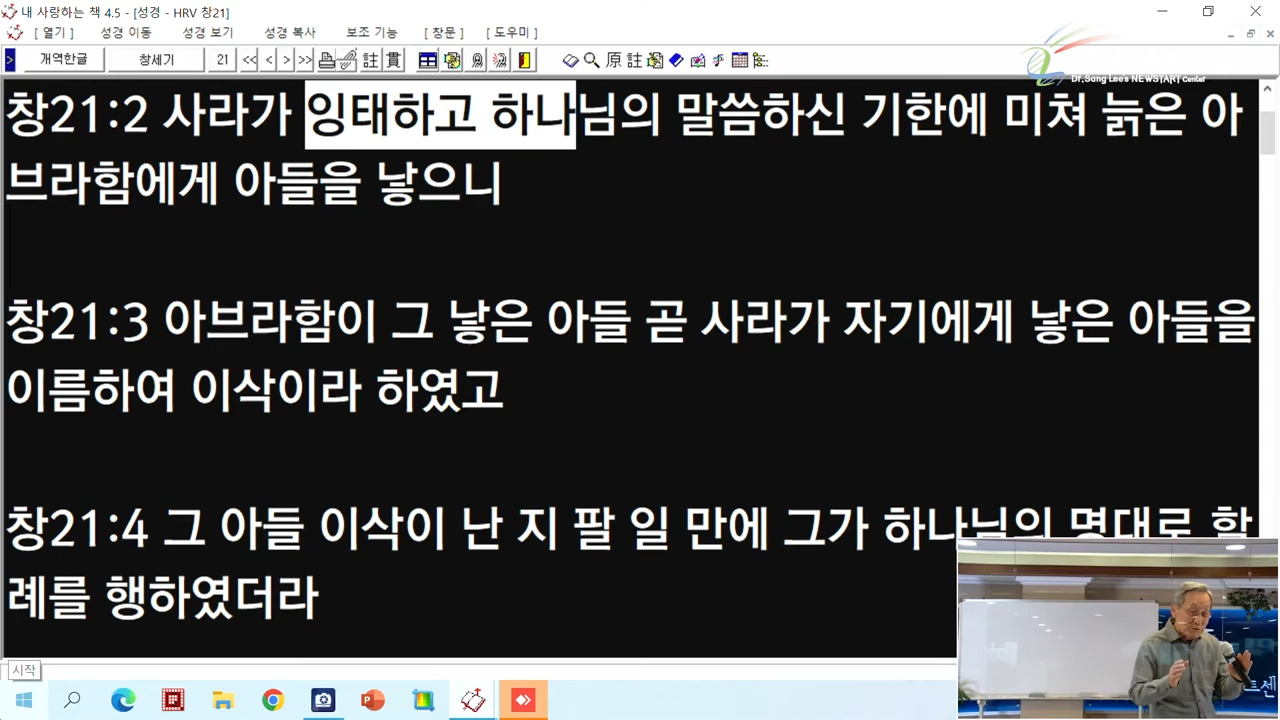 내 사랑하는 책 4.5 - [성경 - HRV 창21]
[ 열기 ] 성경 이동 성경 보기 성경 복사 보조 기능 [ 창문 ] [ 도우미 ]
개역한글 창세기 21 << < > >> 註 貫 原 註
Dr.Sang Lee's NEWSTART Center
창21:2 사라가 잉태하고 하나님의 말씀하신 기한에 미쳐 늙은 아
브라함에게 아들을 낳으니
창21:3 아브라함이 그 낳은 아들 곧 사라가 자기에게 낳은 아들을
이름하여 이삭이라 하였고
창21:4 그 아들 이삭이 난 지 팔 일 만에 그가 하나님의 명대로 할
례를 행하였더라
시작
트센